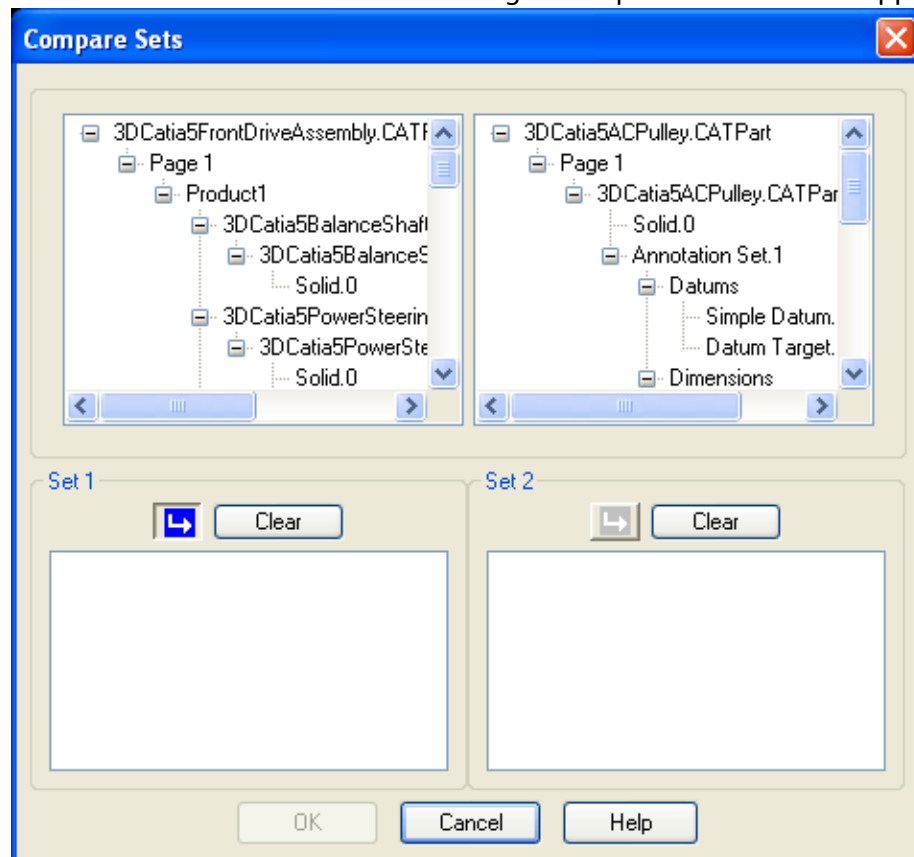 Compare Sets
3DCatia5FrontDriveAssembly.CATF
Page 1
Product1
3DCatia5BalanceShaft
3DCatia5BalanceS
Solid.0
3DCatia5PowerSteerin
3DCatia5PowerSte
Solid.0
3DCatia5ACPulley.CATPart
Page 1
3DCatia5ACPulley.CATPar
Solid.0
Annotation Set.1
Datums
Simple Datum.
Datum Target.
Dimensions
Set 1
Clear
Set 2
Clear
OK
Cancel
Help